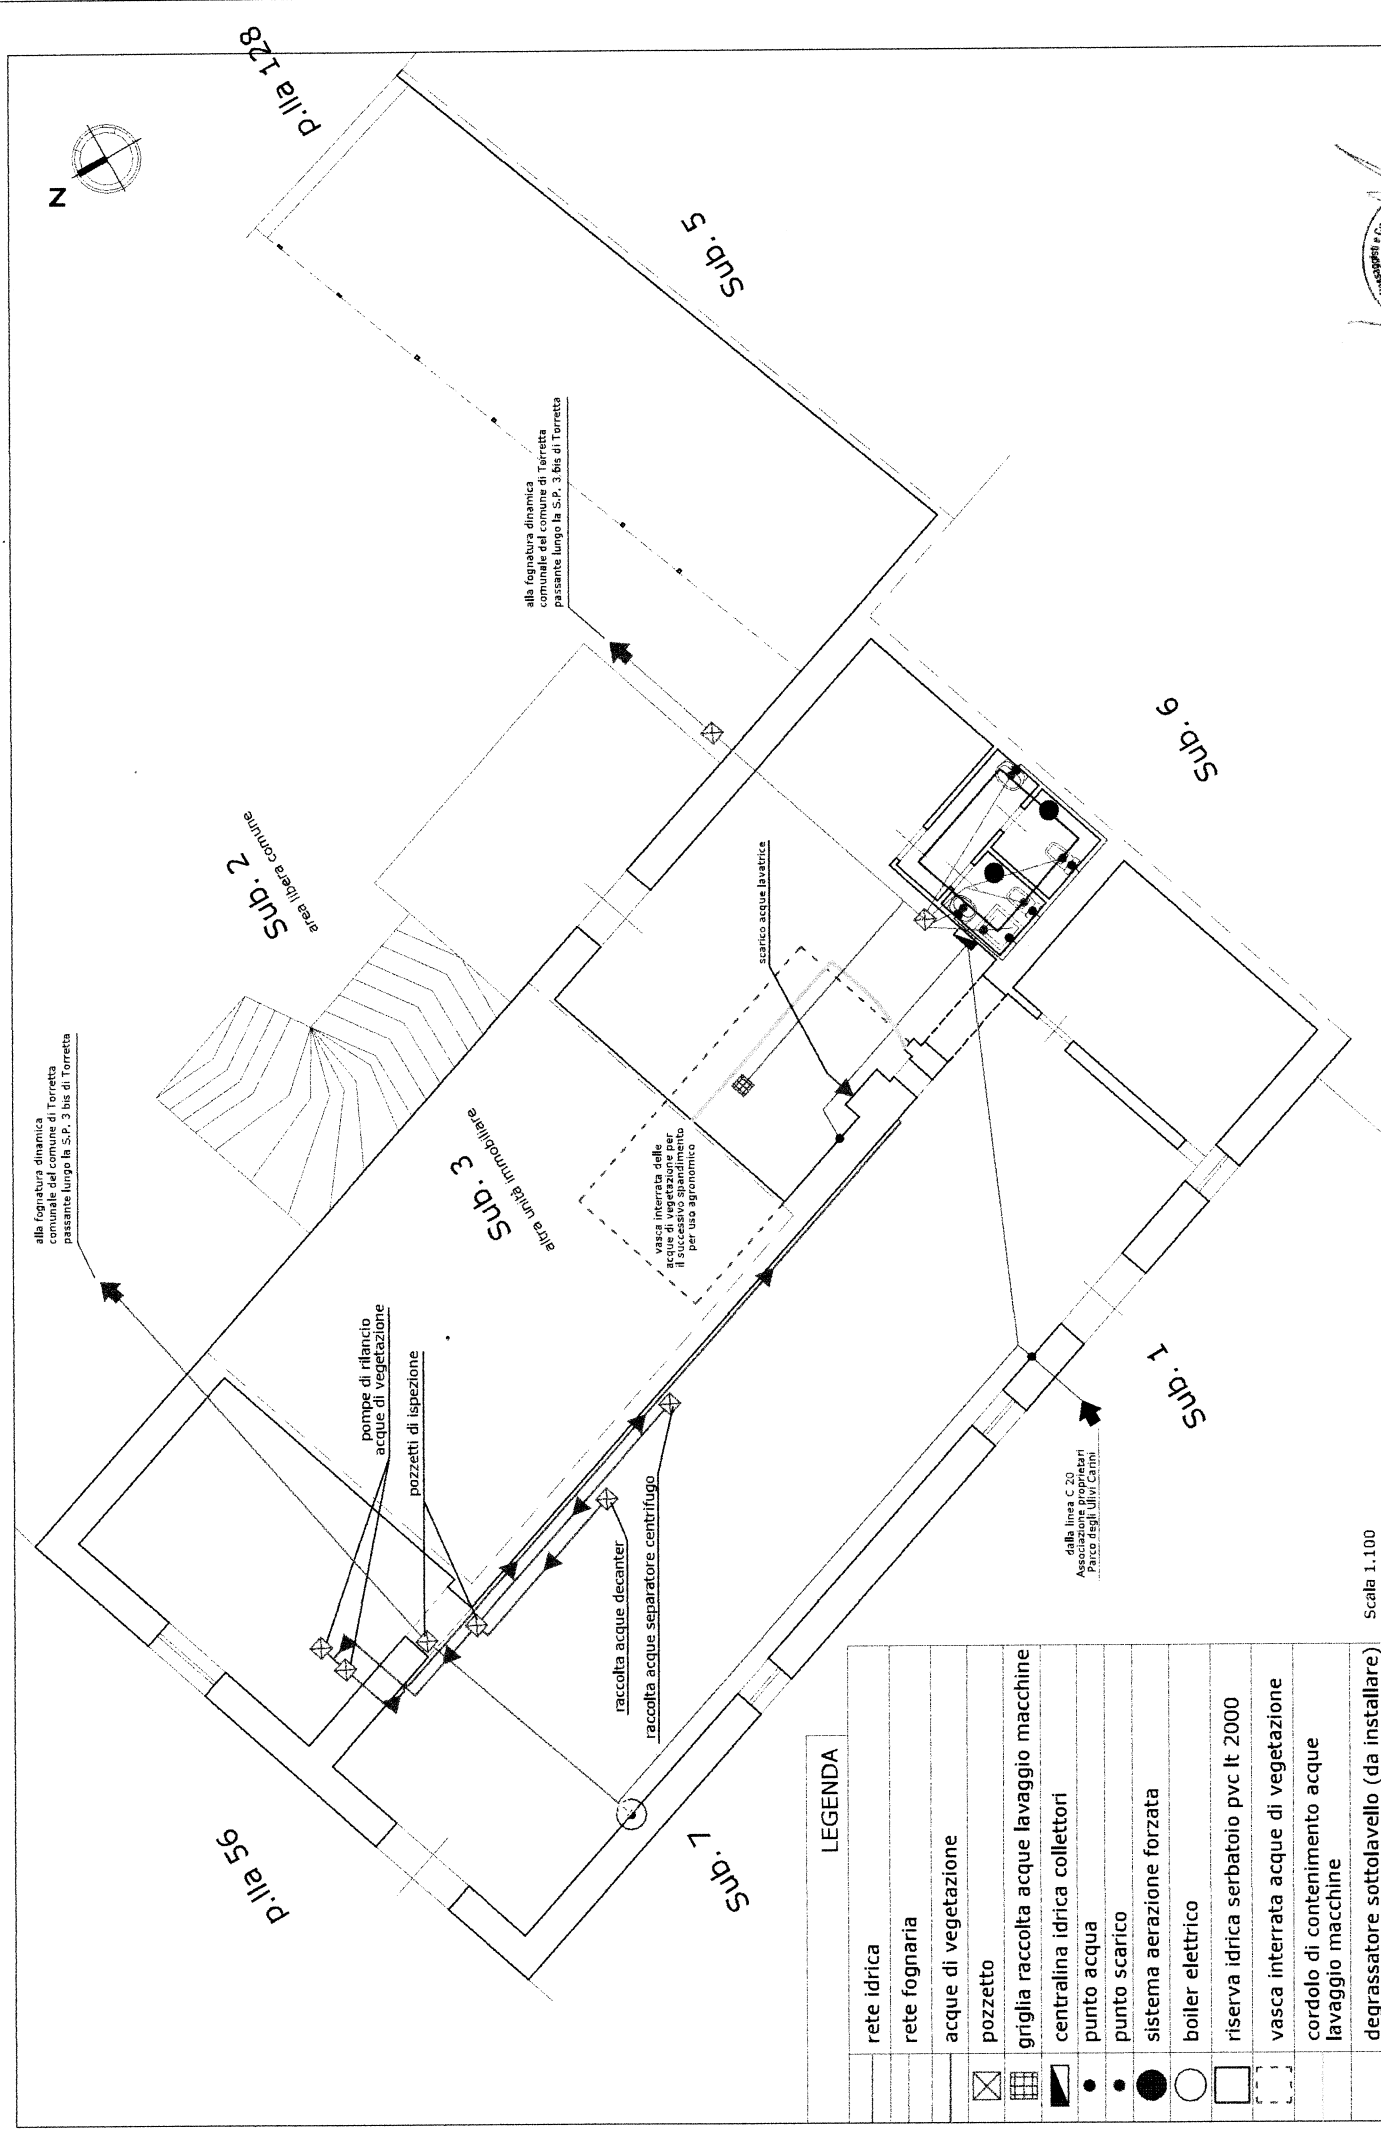 N
p.lla 128
Sub. 5
alla fognatura dinamica
comunale del comune di Torretta
passante lungo la S.P. 3 bis di Torretta
Sub. 2
area libera comune
Sub. 6
alla fognatura dinamica
comunale del comune di Torretta
passante lungo la S.P. 3 bis di Torretta
scarico acque lavatrice
Sub. 3
altra unità immobiliare
vasca interrata delle
acque di vegetazione per
il successivo spandimento
per uso agronomico
pompe di rilancio
acque di vegetazione
pozzetti di ispezione
raccolta acque decanter
raccolta acque separatore centrifugo
Sub. 1
dalla linea C 20
Associazione proprietari
Parco degli Ulivi Carini
p.lla 56
Sub. 7
Scala 1.100
LEGENDA
rete idrica
rete fognaria
acque di vegetazione
pozzetto
griglia raccolta acque lavaggio macchine
centralina idrica collettori
punto acqua
punto scarico
sistema aerazione forzata
boiler elettrico
riserva idrica serbatoio pvc lt 2000
vasca interrata acque di vegetazione
cordolo di contenimento acque
lavaggio macchine
degrassatore sottolavello (da installare)